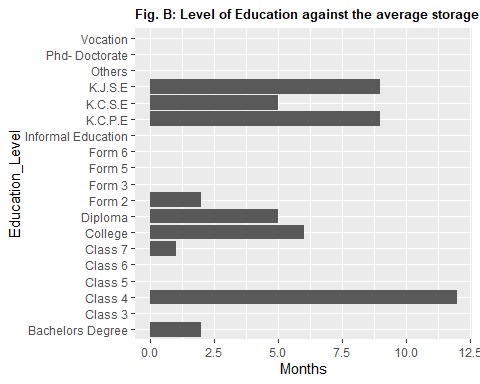 Fig. B: Level of Education against the average storage
Vocation
Phd- Doctorate
Others
K.J.S.E
K.C.S.E
K.C.P.E
Informal Education
Form 6
Form 5
Form 3
Form 2
Diploma
College
Class 7
Class 6
Class 5
Class 4
Class 3
Bachelors Degree
Education_Level
0.0 2.5 5.0 7.5 10.0 12.5
Months